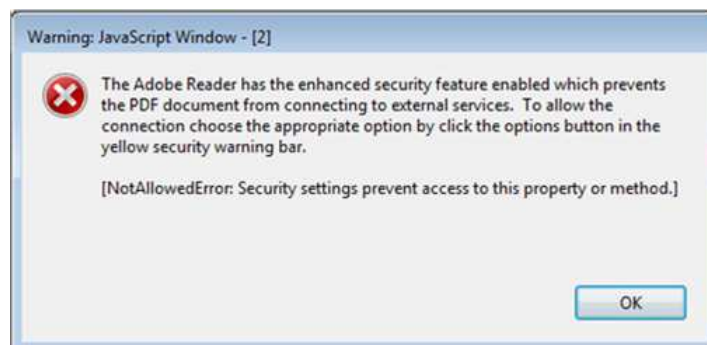 Warning: JavaScript Window - [2]
The Adobe Reader has the enhanced security feature enabled which prevents
the PDF document from connecting to external services.  To allow the
connection choose the appropriate option by click the options button in the
yellow security warning bar.
[NotAllowedError: Security settings prevent access to this property or method.]
OK